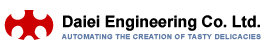 Daiei Engineering Co. Ltd.
AUTOMATING THE CREATION OF TASTY DELICACIES